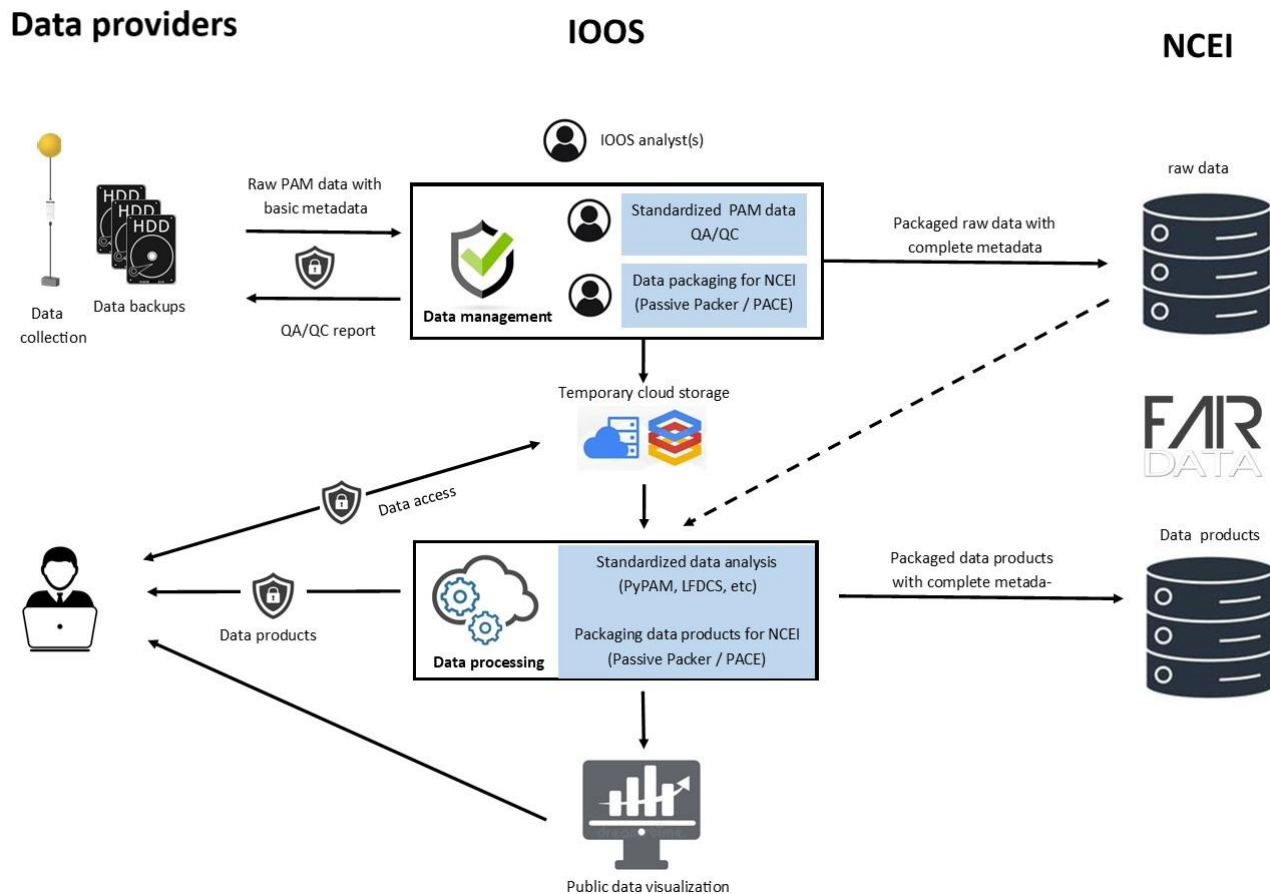 Data providers
IOOS
NCEI
IOOS analyst(s)
raw data
HDD
HDD
HDD
Raw PAM data with
basic metadata
Standardized PAM data
QA/QC
Packaged raw data with
complete metadata
Data packaging for NCEI
(Passive Packer / PACE)
Data management
Data backups
Data
collection
QA/QC report
Temporary cloud storage
FAIR
DATA
Data access
Data products
Standardized data analysis
(PyPAM, LFDCS, etc)
Packaged data products
with complete metada-
Packaging data products for NCEI
(Passive Packer / PACE)
Data processing
Data products
Public data visualization